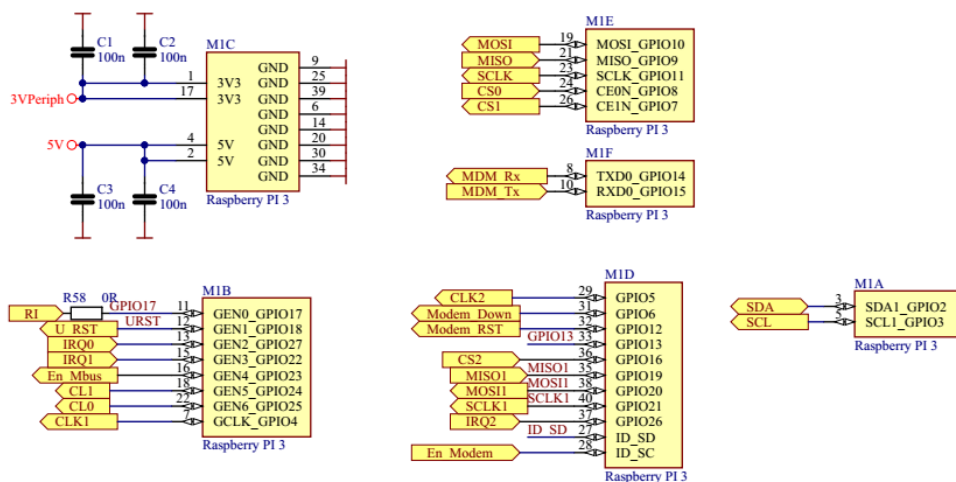 C1
100n
C2
100n
M1C
1 3V3 GND 9
17 3V3 GND 25
GND 39
GND 6
GND 14
4 5V GND 20
2 5V GND 30
GND 34
3VPeriph
5V
C3
100n
C4
100n
Raspberry PI 3
M1E
MOSI 19 MOSI_GPIO10
MISO 21 MISO_GPIO9
SCLK 23 SCLK_GPIO11
CS0 24 CE0N_GPIO8
CS1 26 CE1N_GPIO7
Raspberry PI 3
M1F
MDM_Rx 8 TXD0_GPIO14
MDM_Tx 10 RXD0_GPIO15
Raspberry PI 3
M1B
R58 0R
RI GPIO17 11 GEN0_GPIO17
U_RST URST 12 GEN1_GPIO18
IRQ0 13 GEN2_GPIO27
IRQ1 15 GEN3_GPIO22
En_Mbus 16 GEN4_GPIO23
CL1 18 GEN5_GPIO24
CL0 22 GEN6_GPIO25
CLK1 7 GCLK_GPIO4
Raspberry PI 3
M1D
CLK2 29 GPIO5
Modem_Down 31 GPIO6
Modem_RST 32 GPIO12
GPIO13 33 GPIO13
CS2 36 GPIO16
MISO1 MISO1 35 GPIO19
MOSI1 MOSI1 38 GPIO20
SCLK1 SCLK1 40 GPIO21
IRQ2 37 GPIO26
ID_SD 27 ID_SD
En_Modem 28 ID_SC
Raspberry PI 3
M1A
SDA 3 SDA1_GPIO2
SCL 5 SCL1_GPIO3
Raspberry PI 3